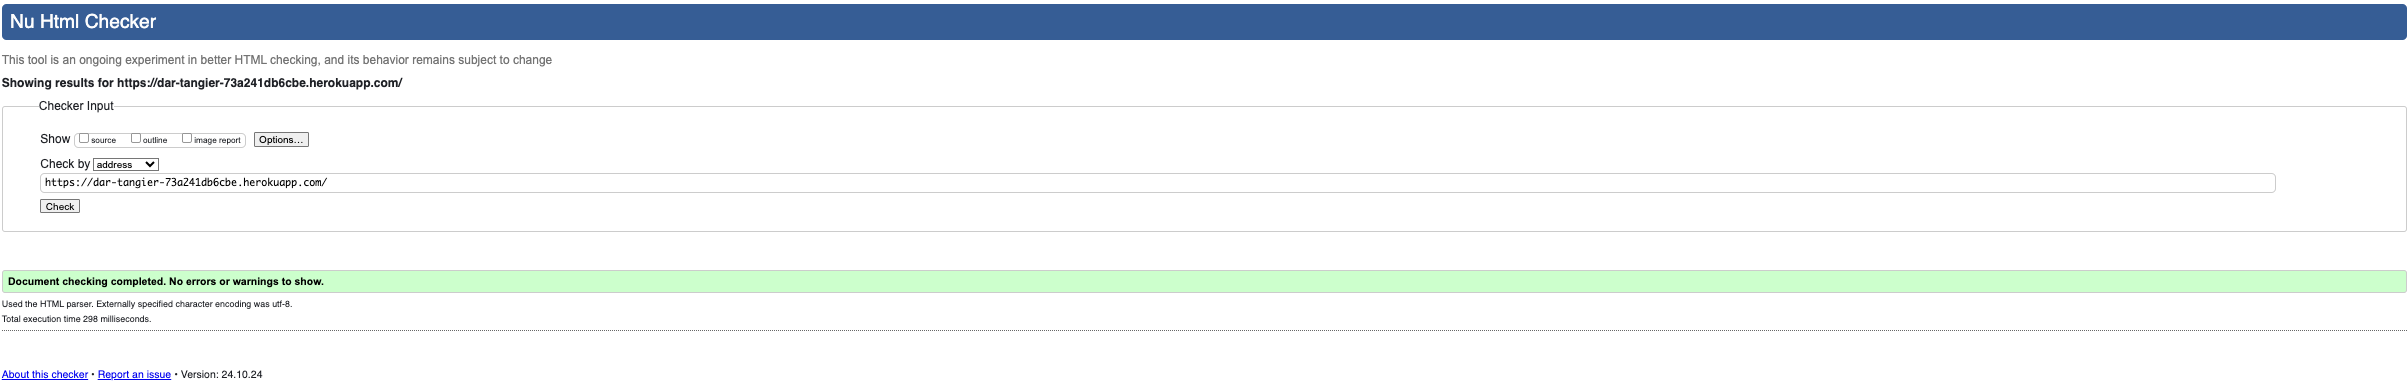 Nu Html Checker
This tool is an ongoing experiment in better HTML checking, and its behavior remains subject to change
Showing results for https://dar-tangier-73a241db6cbe.herokuapp.com/
Checker Input
Show source outline image report Options...
Check by address
https://dar-tangier-73a241db6cbe.herokuapp.com/
Check
Document checking completed. No errors or warnings to show.
Used the HTML parser. Externally specified character encoding was utf-8.
Total execution time 298 milliseconds.
About this checker • Report an issue • Version: 24.10.24